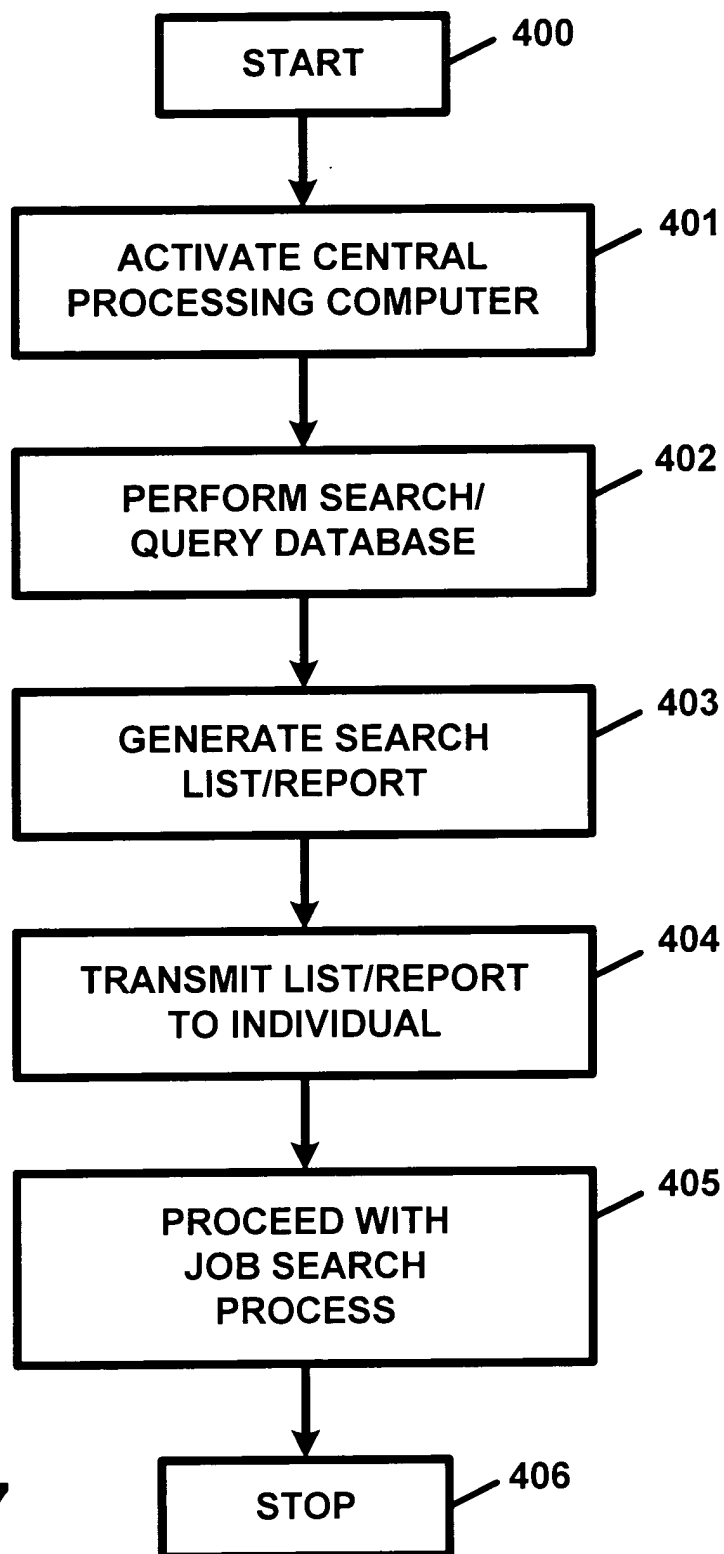 START
400
ACTIVATE CENTRAL
PROCESSING COMPUTER
401
PERFORM SEARCH/
QUERY DATABASE
402
GENERATE SEARCH
LIST/REPORT
403
TRANSMIT LIST/REPORT
TO INDIVIDUAL
404
PROCEED WITH
JOB SEARCH
PROCESS
405
STOP
406